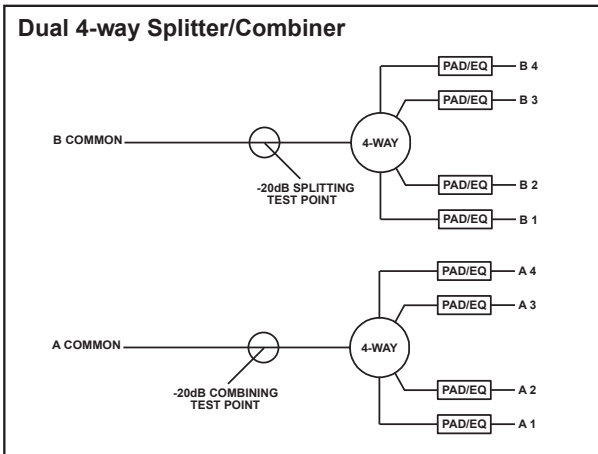 Dual 4-way Splitter/Combiner
PAD/EQ
B 4
PAD/EQ
B 3
B COMMON
4-WAY
-20dB SPLITTING
TEST POINT
PAD/EQ
B 2
PAD/EQ
B 1
PAD/EQ
A 4
PAD/EQ
A 3
A COMMON
4-WAY
-20dB COMBINING
TEST POINT
PAD/EQ
A 2
PAD/EQ
A 1